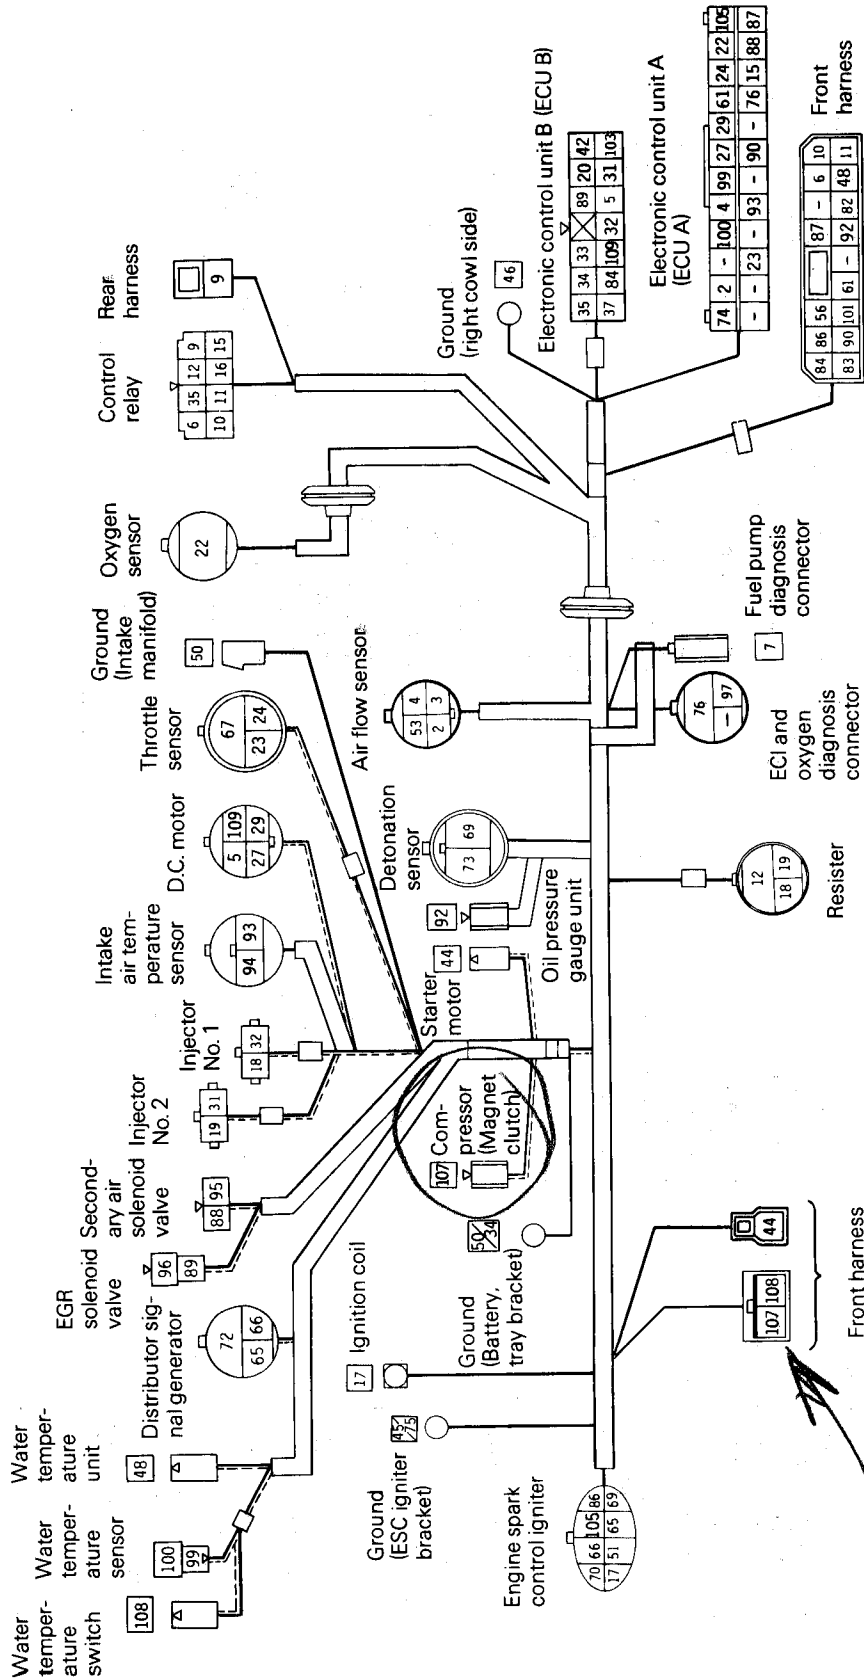 Water
temper-
ature
switch
108
Water
temper-
ature
sensor
100
99
Water
temper-
ature
unit
48
Distributor sig-
nal generator
72
65 66
EGR
solenoid
valve
96
89
Second-
ary air
solenoid
valve
88 95
Injector
No. 2
19 31
Injector
No. 1
18 32
Intake
air tem-
perature
sensor
94 93
D.C. motor
5 109
27 29
Throttle
sensor
67
23 24
Ground
(Intake
manifold)
50
Oxygen
sensor
22
Control
relay
6 35 12 9
10 11 16 15
Rear
harness
9
Ground
(ESC igniter
bracket)
45/75
Ignition coil
17
Ground
(Battery,
tray bracket)
50/34
107
Com-
pressor
(Magnet
clutch)
Starter
motor
44
92
Oil pressure
gauge unit
Detonation
sensor
73 69
Air flow sensor
53 4
2 3
Ground
(right cowl side)
46
Electronic control unit B (ECU B)
35 34 33 89 20 42
37 84 109 32 5 31 103
Electronic control unit A
(ECU A)
74 2 - 100 4 99 27 29 61 24 22 105
- - 23 - 93 - 90 - 76 15 88 87
Front
harness
84 86 56 87 - 6 10
83 90 101 61 - 92 82 48 11
Engine spark
control igniter
70 66 105 86
17 51 65 69
107 108
44
Front harness
Resister
12
18 19
ECI and
oxygen
diagnosis
connector
76
- 97
Fuel pump
diagnosis
connector
7